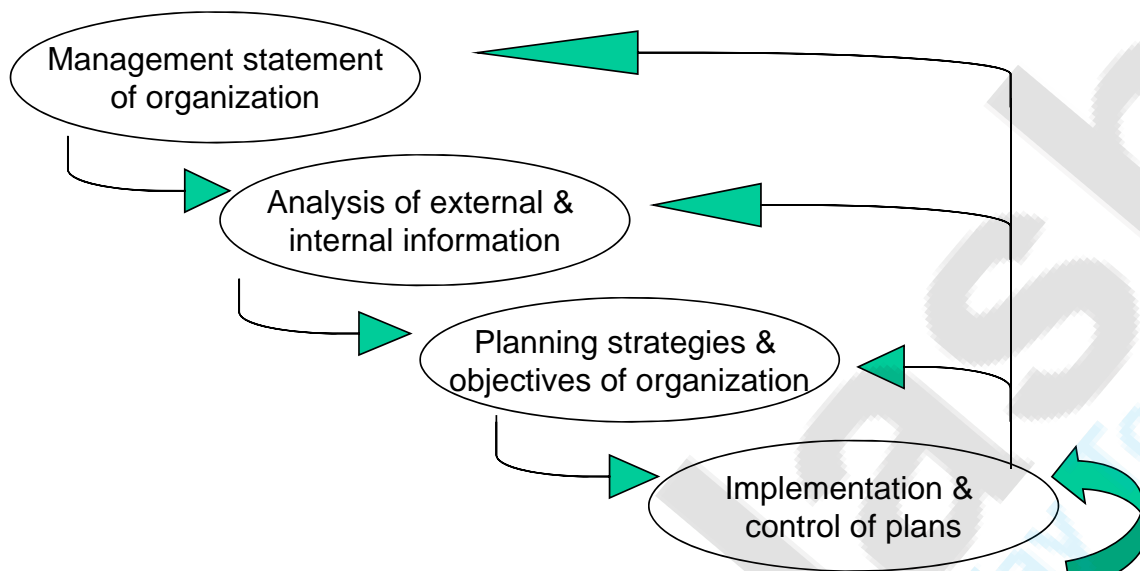 Management statement
of organization
Analysis of external &
internal information
Planning strategies &
objectives of organization
Implementation &
control of plans